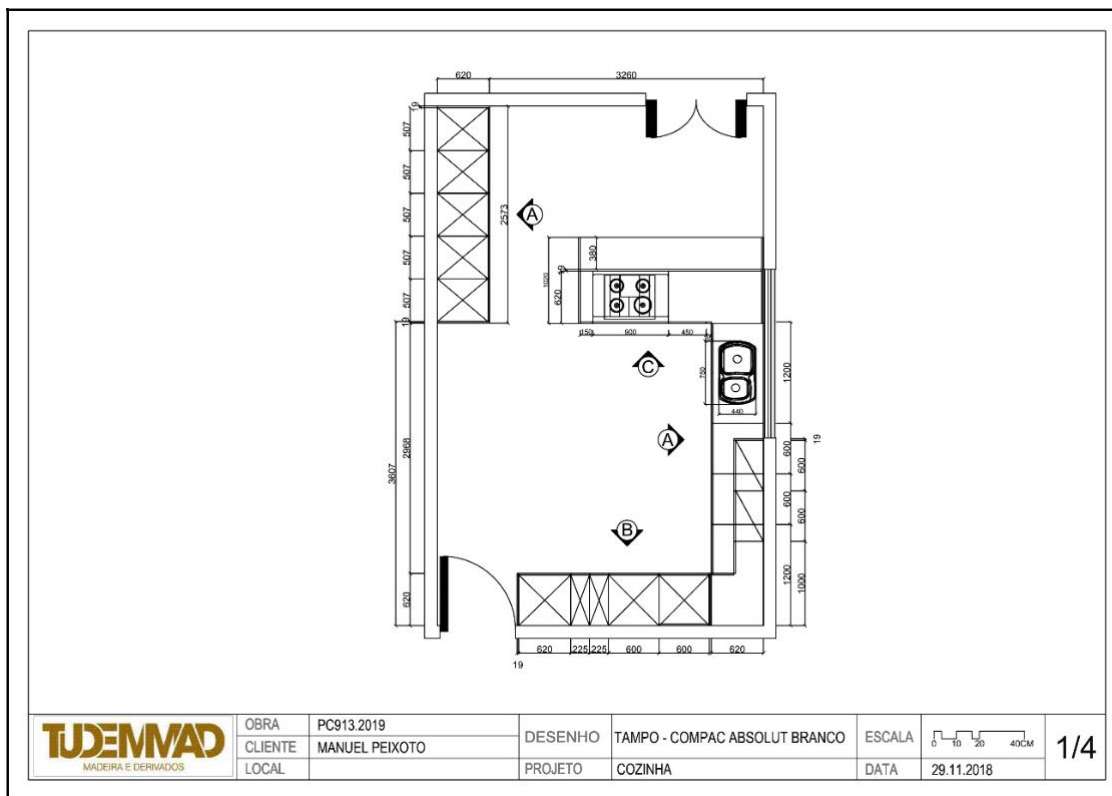 620
3260
19
507
507
507
507
507
19
2573
A
380
1020
19
620
150
900
450
C
750
440
1200
A
19
600
600
600
600
3607
2968
B
1200
1000
620
620
225
225
600
600
620
19
TUDEMMAD
MADEIRA E DERIVADOS
OBRA PC913.2019
CLIENTE MANUEL PEIXOTO
LOCAL
DESENHO TAMPO - COMPAC ABSOLUT BRANCO
PROJETO COZINHA
ESCALA 0 10 20 40CM
DATA 29.11.2018
1/4